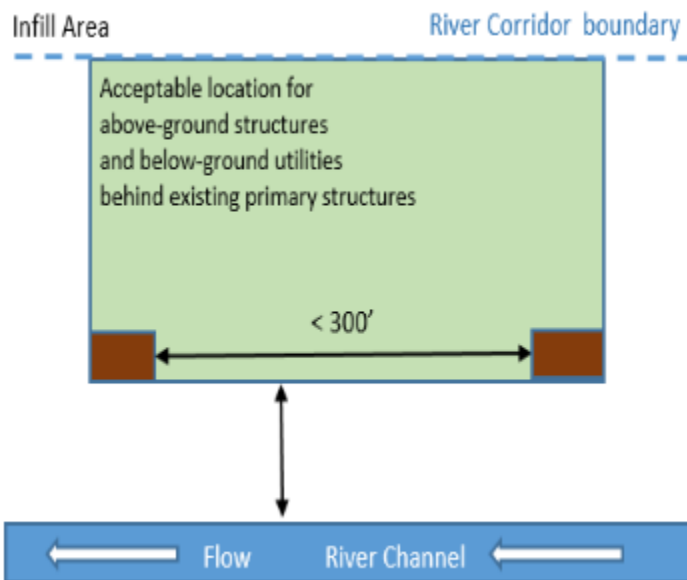 Infill Area
River Corridor boundary
Acceptable location for
above-ground structures
and below-ground utilities
behind existing primary structures
< 300’
Flow
River Channel